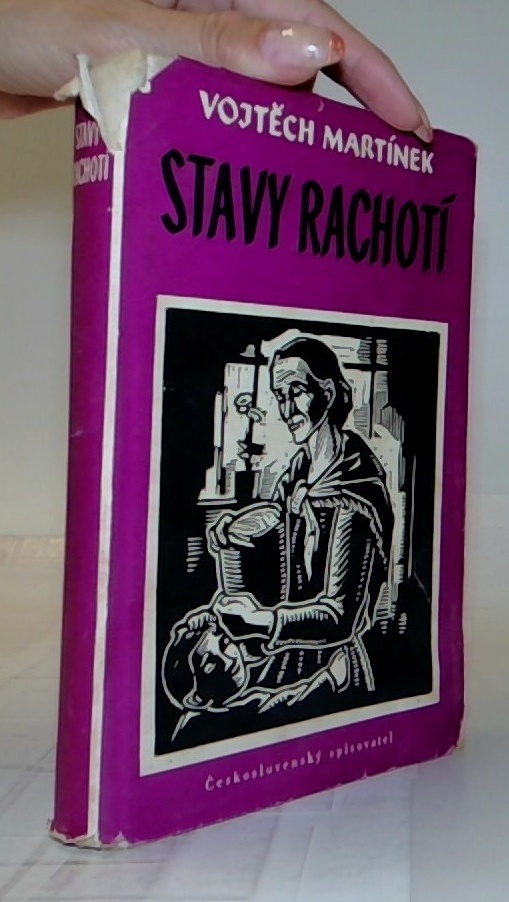 VOJTĚCH MARTÍNEK
STAVY RACHOTÍ
Československý spisovatel
STAVY
RACHOTÍ